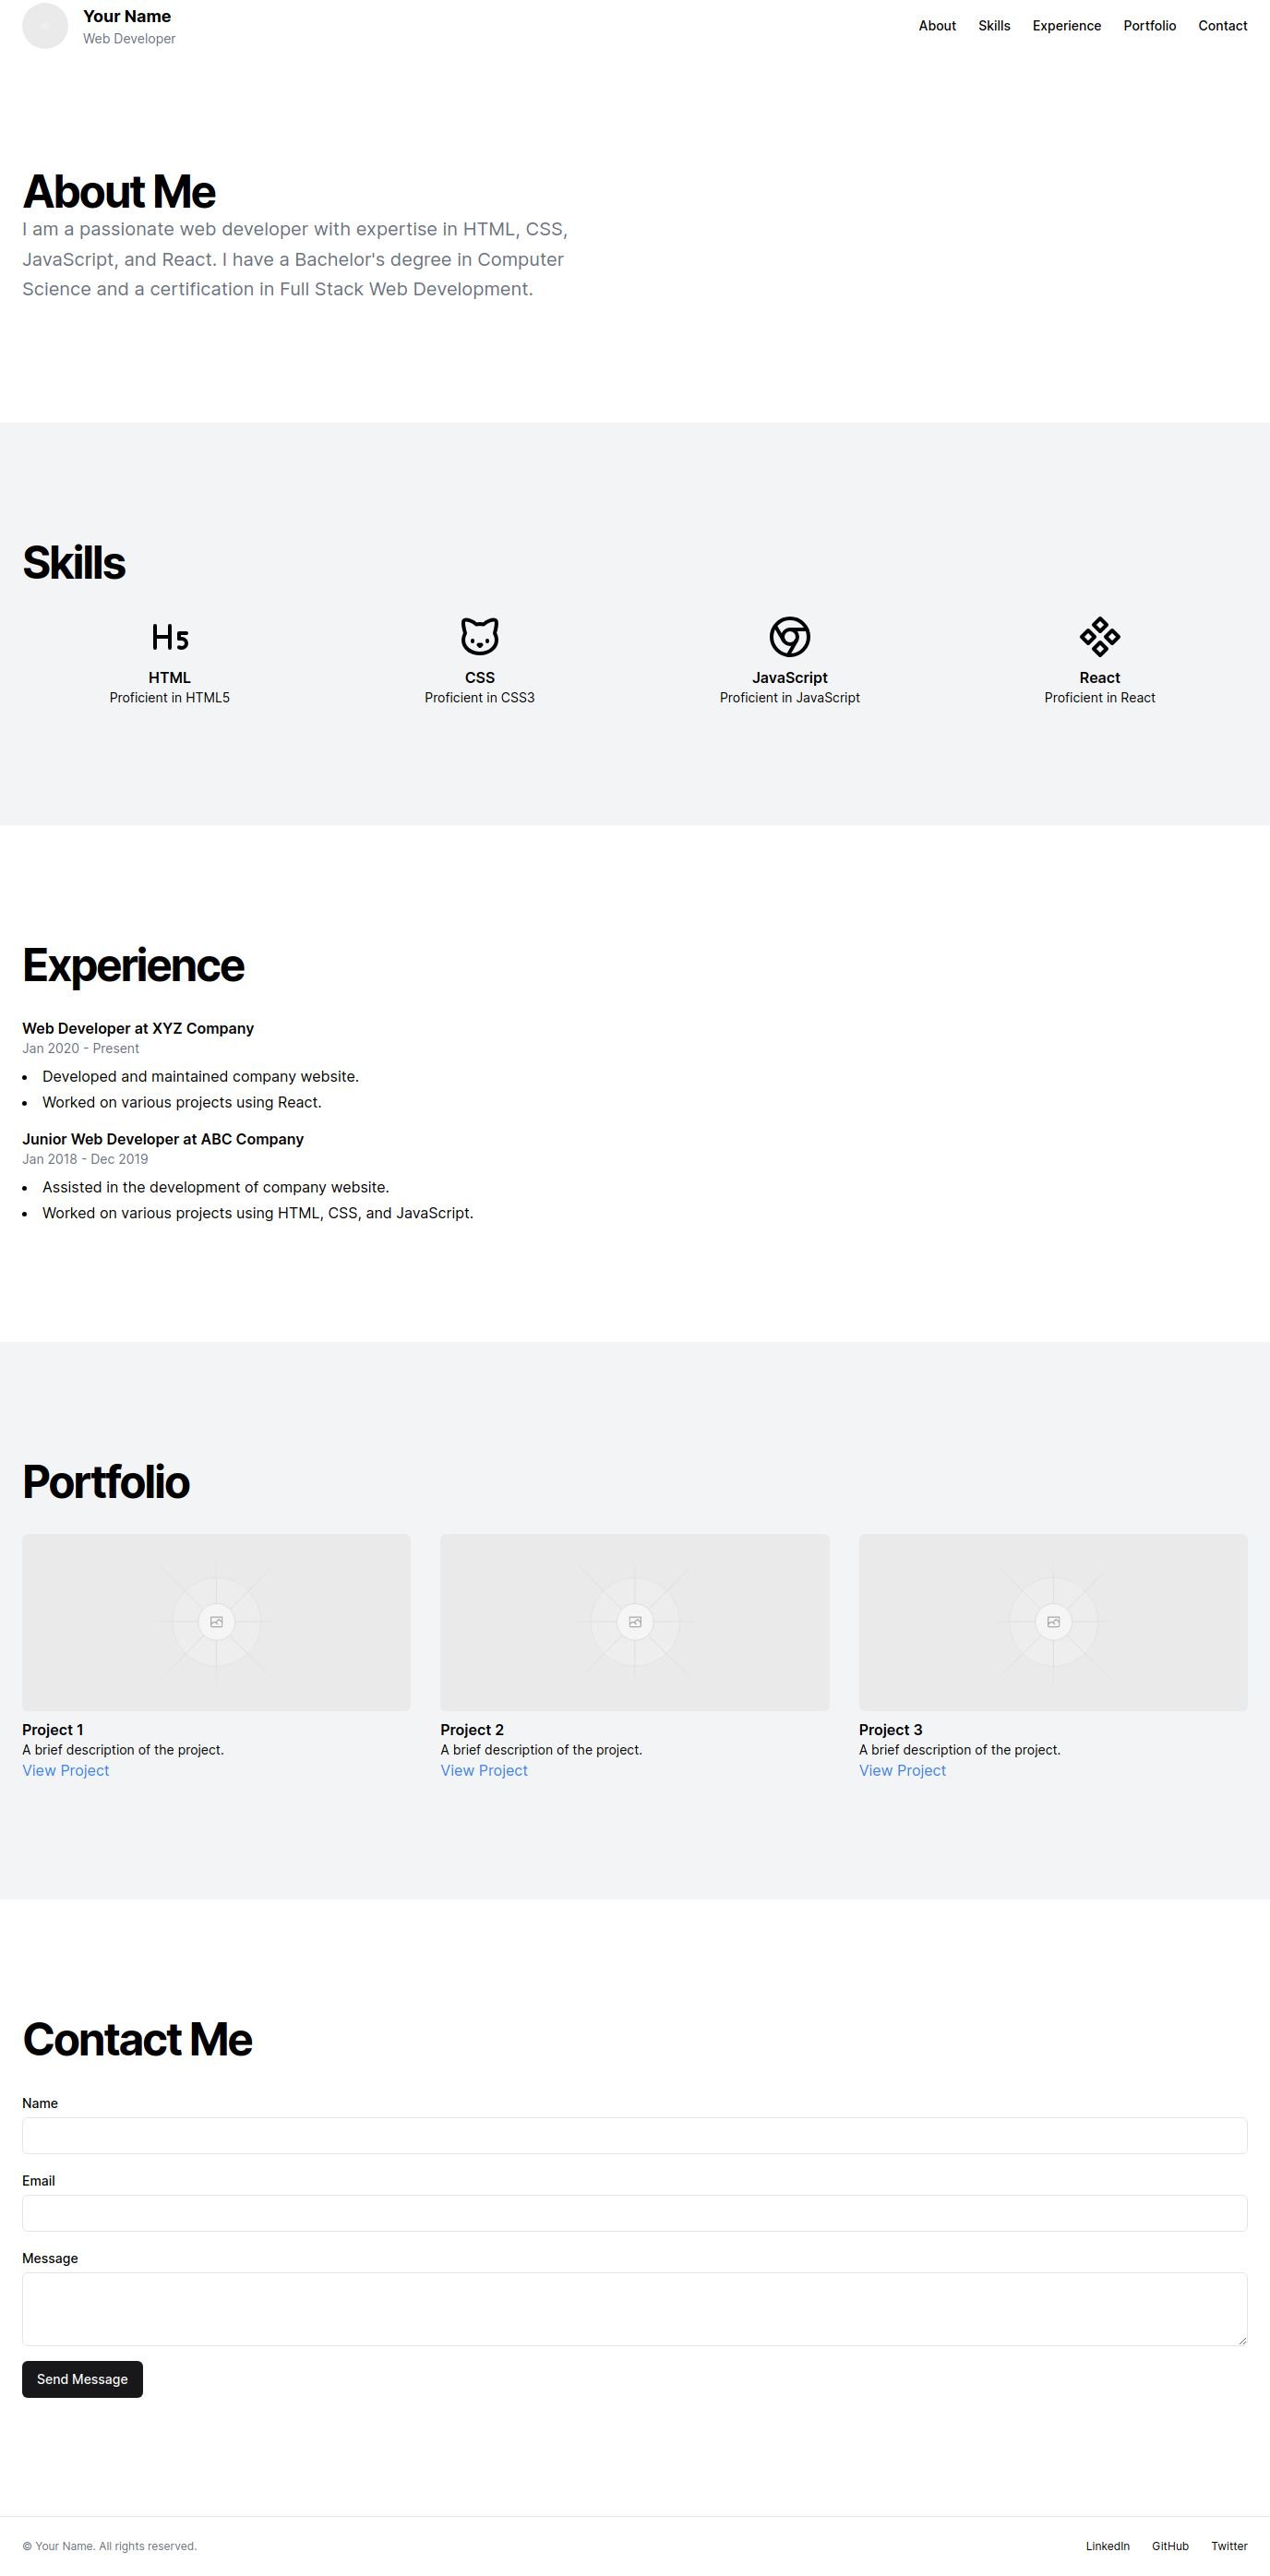 Your Name
Web Developer
About Skills Experience Portfolio Contact
About Me
I am a passionate web developer with expertise in HTML, CSS,
JavaScript, and React. I have a Bachelor's degree in Computer
Science and a certification in Full Stack Web Development.
Skills
H5
HTML
Proficient in HTML5
CSS
Proficient in CSS3
JavaScript
Proficient in JavaScript
React
Proficient in React
Experience
Web Developer at XYZ Company
Jan 2020 - Present
• Developed and maintained company website.
• Worked on various projects using React.
Junior Web Developer at ABC Company
Jan 2018 - Dec 2019
• Assisted in the development of company website.
• Worked on various projects using HTML, CSS, and JavaScript.
Portfolio
Project 1
A brief description of the project.
View Project
Project 2
A brief description of the project.
View Project
Project 3
A brief description of the project.
View Project
Contact Me
Name
Email
Message
Send Message
© Your Name. All rights reserved.
LinkedIn GitHub Twitter